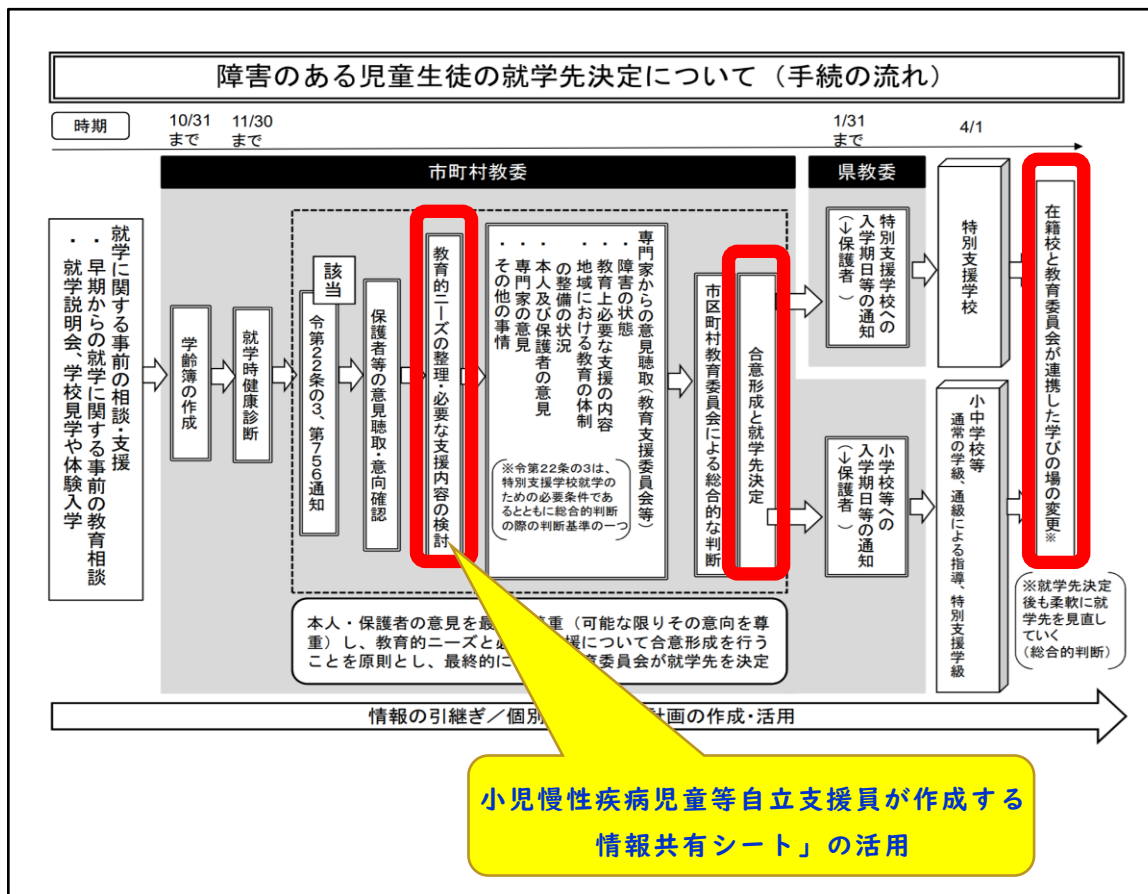 障害のある児童生徒の就学先決定について（手続の流れ）
時期
10/31
まで
11/30
まで
1/31
まで
4/1
市町村教委
県教委
就学に関する事前の相談・支援
・早期からの就学に関する事前の教育相談
・就学説明会、学校見学や体験入学
学齢簿の作成
就学時健康診断
該当
令第22条の3、第756通知
保護者等の意見聴取・意向確認
教育的ニーズの整理・必要な支援内容の検討
専門家からの意見聴取（教育支援委員会等）
・障害の状態
・教育上必要な支援の内容
・地域における教育の体制
の整備の状況
・本人及び保護者の意見
・専門家の意見
・その他の事情
※令第22条の3は、
特別支援学校就学の
ための必要条件であ
るとともに総合的判断
の際の判断基準の一つ
市区町村教育委員会による総合的な判断
合意形成と就学先決定
特別支援学校への
入学期日等の通知
（↓保護者 ）
小学校等への
入学期日等の通知
（↓保護者 ）
特別支援学校
小中学校等
通常の学級、通級による指導、特別支援学級
在籍校と教育委員会が連携した学びの場の変更※
※就学先決定
後も柔軟に就
学先を見直し
ていく
（総合的判断）
本人・保護者の意見を最 重（可能な限りその意向を尊
重）し、教育的ニーズと必 援について合意形成を行う
ことを原則とし、最終的に 育委員会が就学先を決定
情報の引継ぎ／個別 計画の作成・活用
小児慢性疾病児童等自立支援員が作成する
情報共有シート」の活用